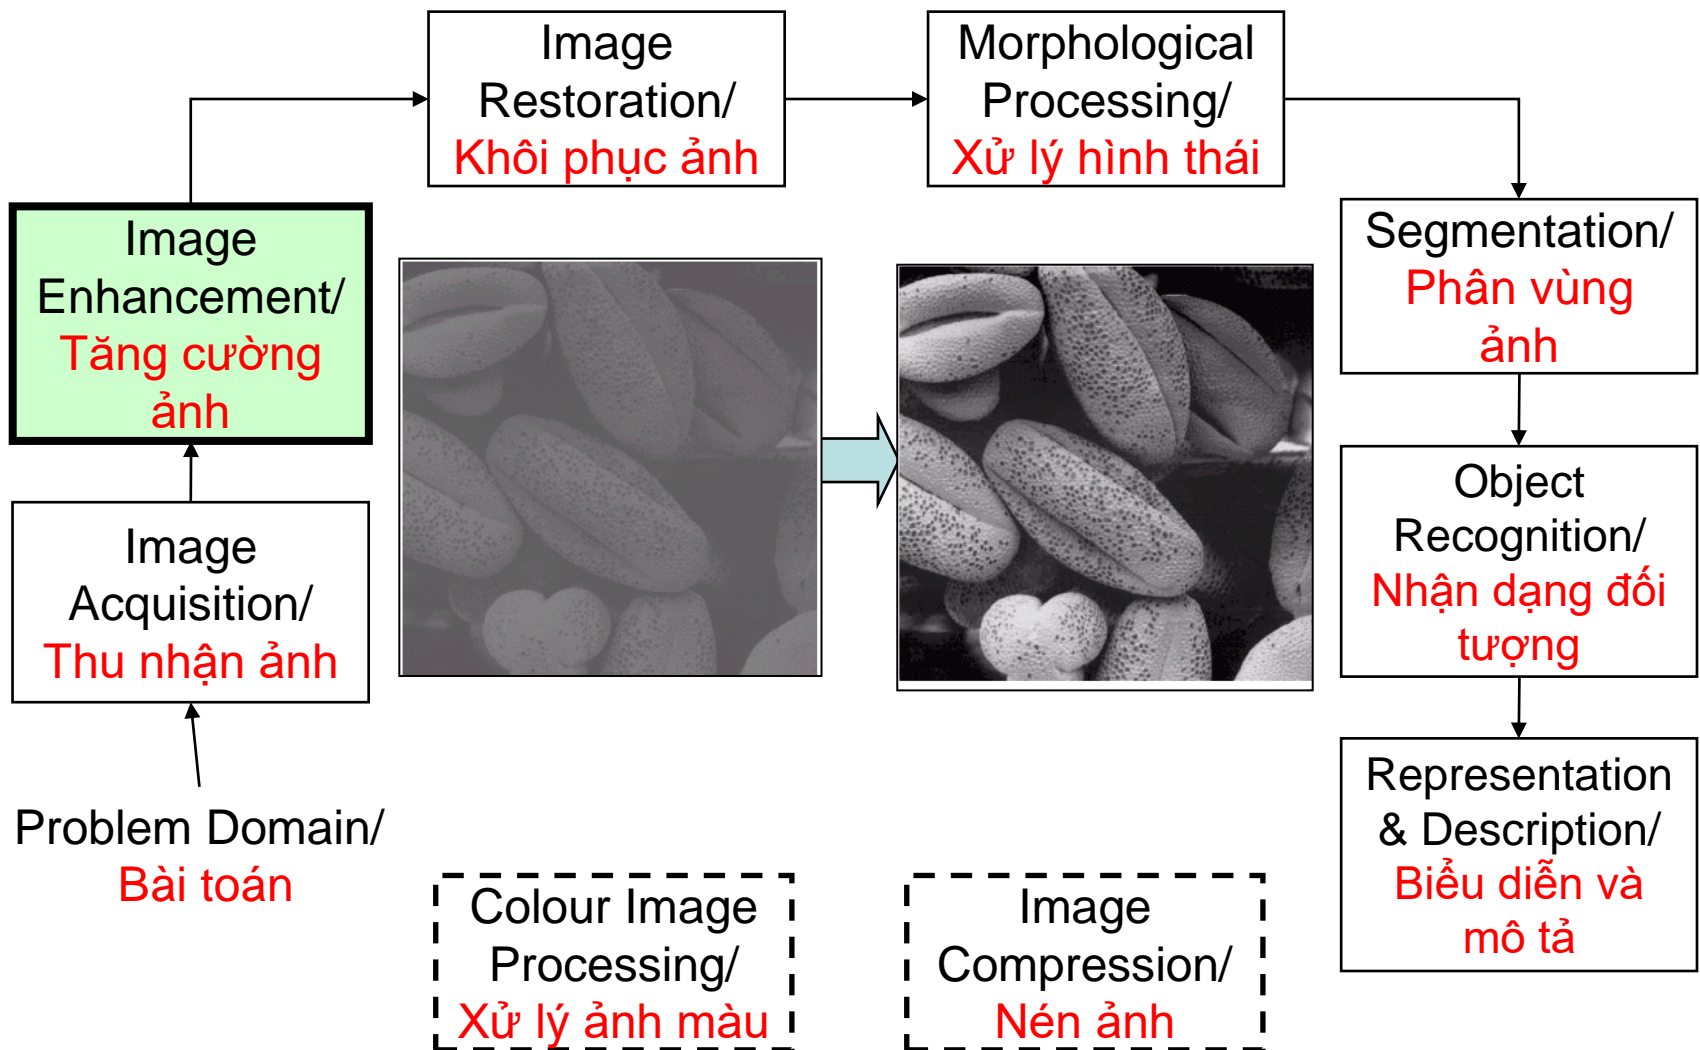 Image
Restoration/
Khôi phục ảnh
Morphological
Processing/
Xử lý hình thái
Image
Enhancement/
Tăng cường
ảnh
Segmentation/
Phân vùng
ảnh
Image
Acquisition/
Thu nhận ảnh
Object
Recognition/
Nhận dạng đối
tượng
Problem Domain/
Bài toán
Representation
& Description/
Biểu diễn và
mô tả
Colour Image
Processing/
Xử lý ảnh màu
Image
Compression/
Nén ảnh